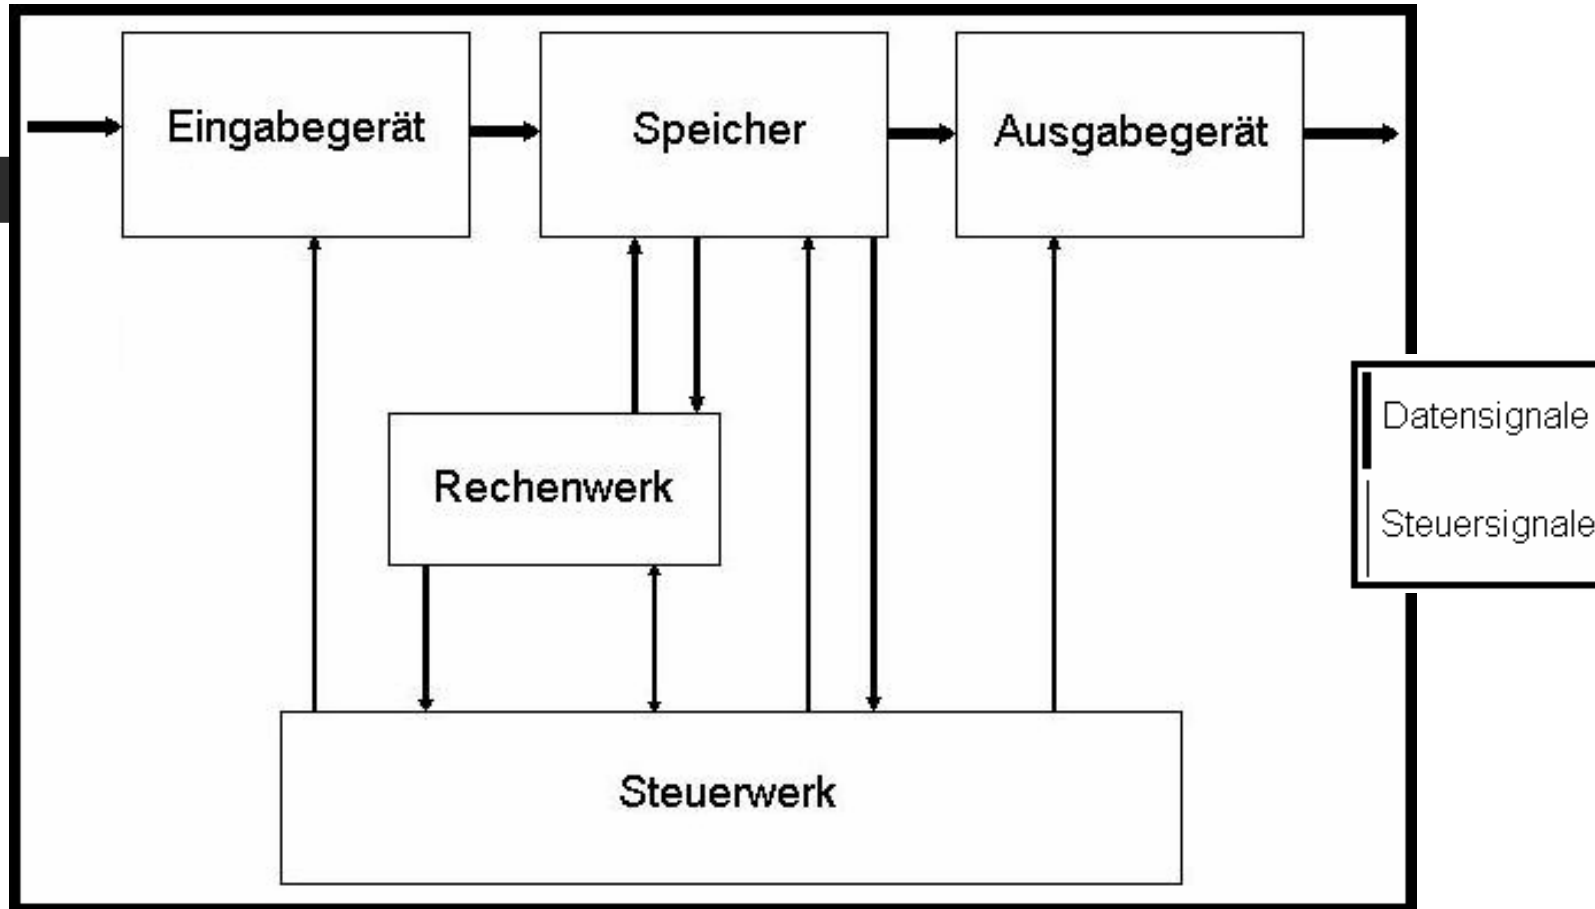 Eingabegerät
Speicher
Ausgabegerät
Rechenwerk
Steuerwerk
Datensignale
Steuersignale